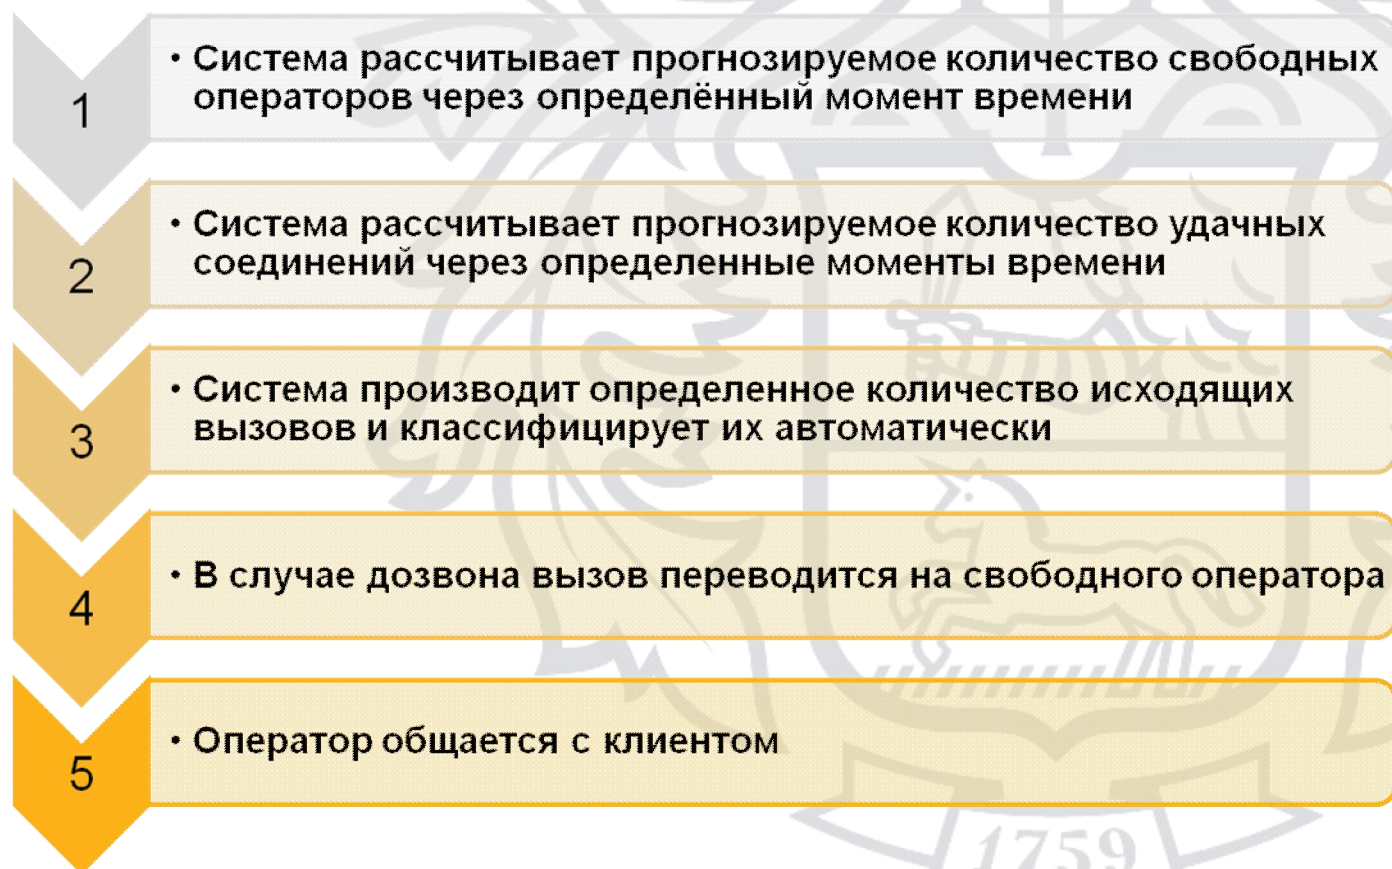 1
• Система рассчитывает прогнозируемое количество свободных
операторов через определённый момент времени
2
• Система рассчитывает прогнозируемое количество удачных
соединений через определенные моменты времени
3
• Система производит определенное количество исходящих
вызовов и классифицирует их автоматически
4
• В случае дозвона вызов переводится на свободного оператора
5
• Оператор общается с клиентом
1759